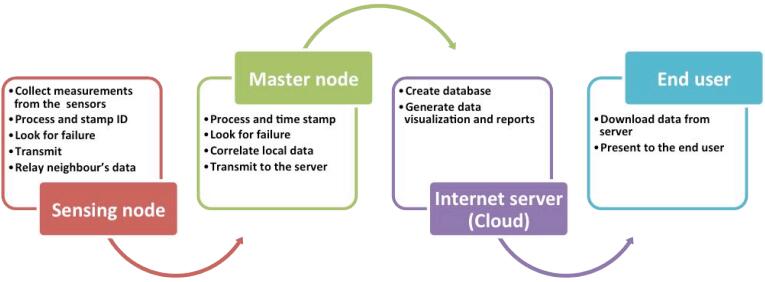 • Collect measurements
from the sensors
• Process and stamp ID
• Look for failure
• Transmit
• Relay neighbour's data
Sensing node
Master node
• Process and time stamp
• Look for failure
• Correlate local data
• Transmit to the server
• Create database
• Generate data
visualization and reports
Internet server
(Cloud)
End user
• Download data from
server
• Present to the end user